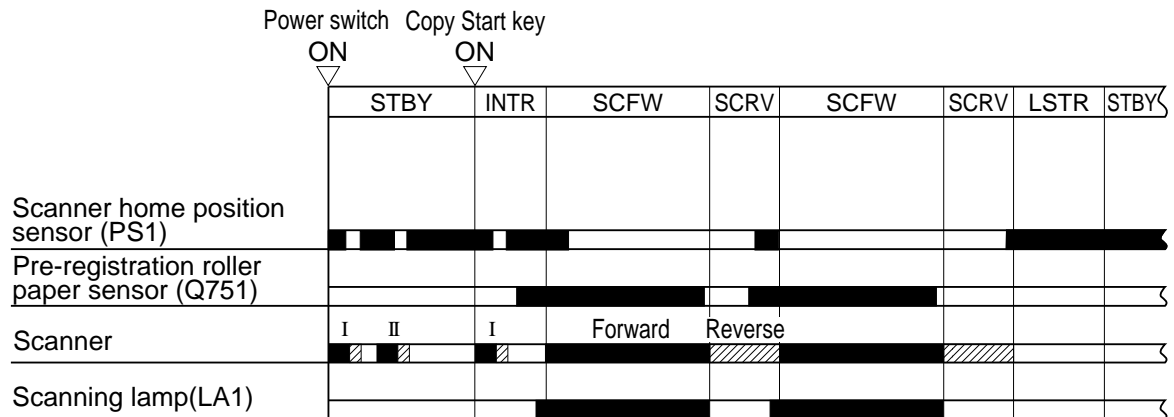 Power switch Copy Start key
ON ON
STBY INTR SCFW SCRV SCFW SCRV LSTR STBY
Scanner home position
sensor (PS1)
Pre-registration roller
paper sensor (Q751)
Scanner I II I Forward Reverse
Scanning lamp(LA1)